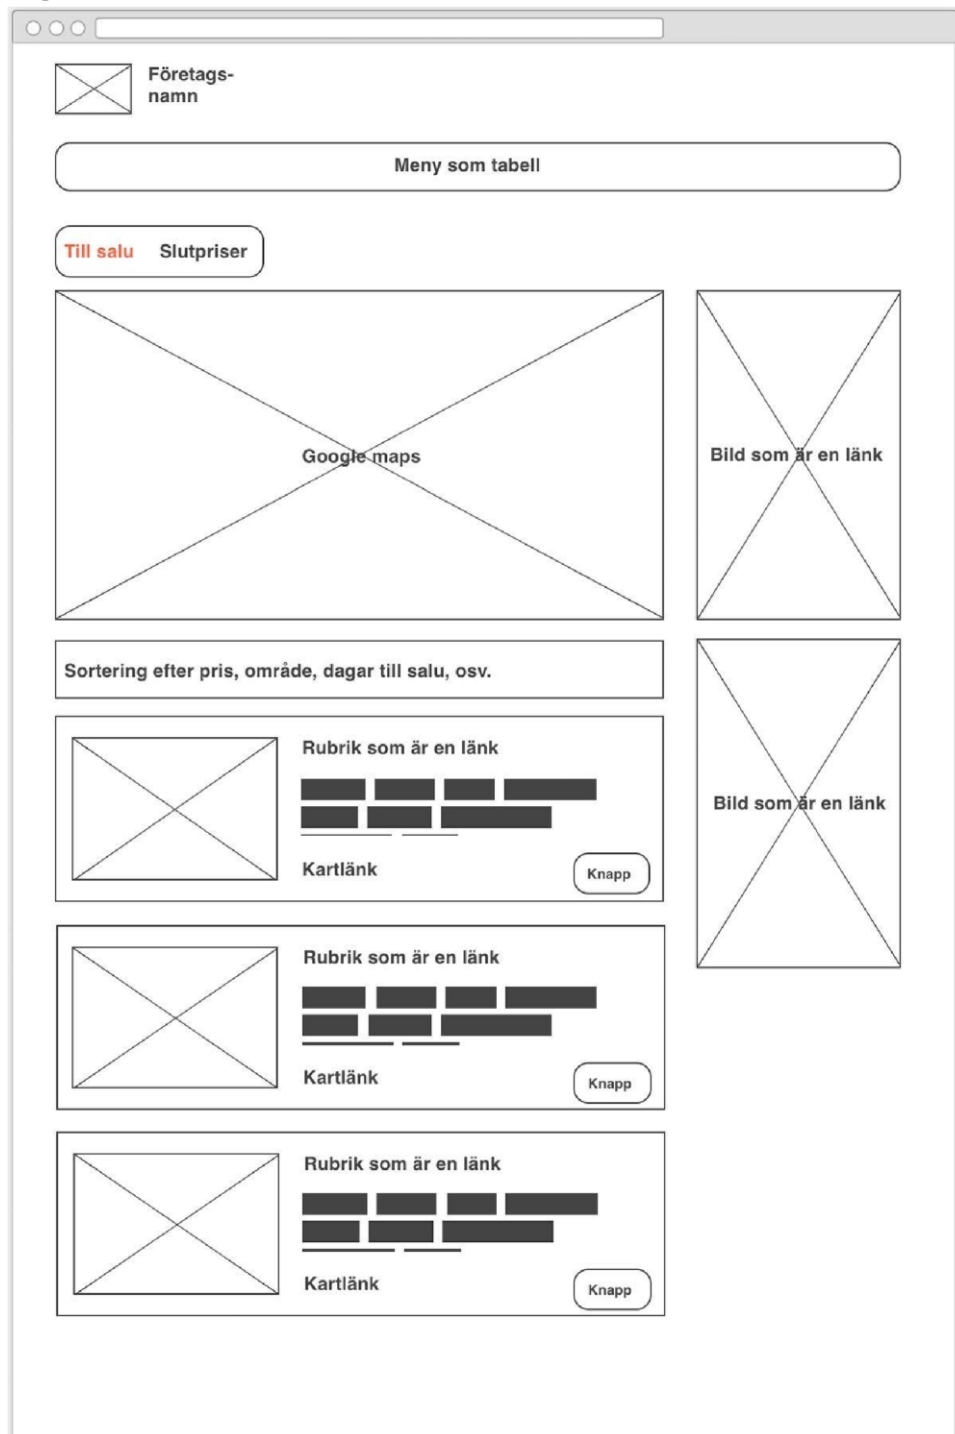 Företags-
namn
Meny som tabell
Till salu Slutpriser
Google maps
Bild som är en länk
Sortering efter pris, område, dagar till salu, osv.
Rubrik som är en länk
Kartlänk
Knapp
Bild som är en länk
Rubrik som är en länk
Kartlänk
Knapp
Rubrik som är en länk
Kartlänk
Knapp